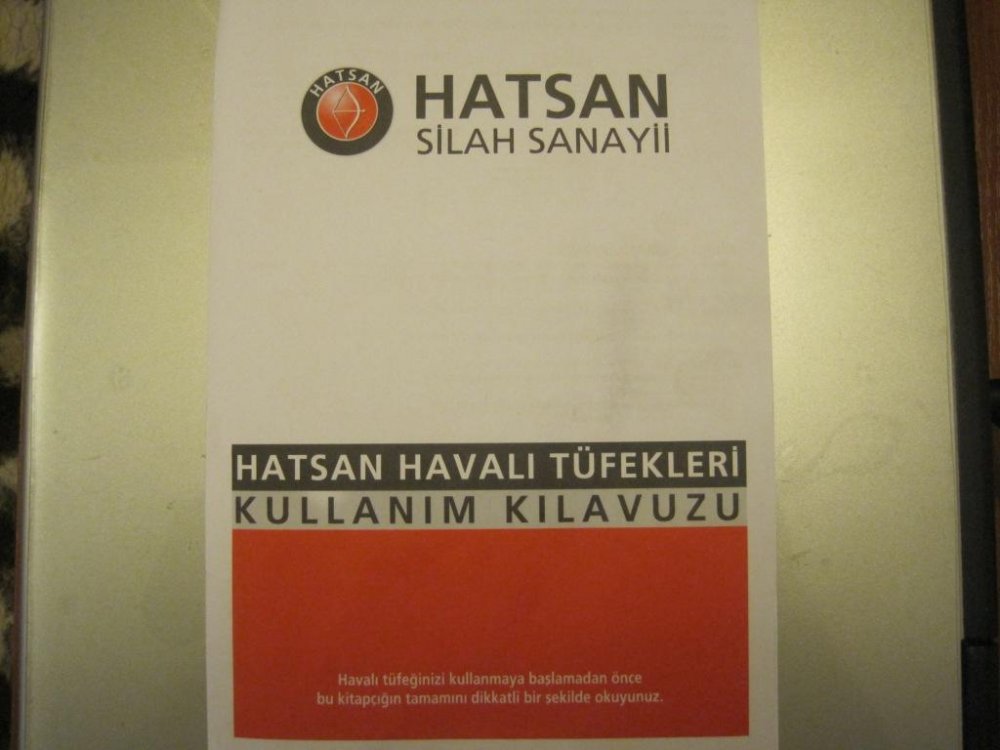 HATSAN
HATSAN
SİLAH SANAYİİ
HATSAN HAVALI TÜFEKLERİ
KULLANIM KILAVUZU
Havalı tüfeğinizi kullanmaya başlamadan önce
bu kitapçığın tamamını dikkatli bir şekilde okuyunuz.